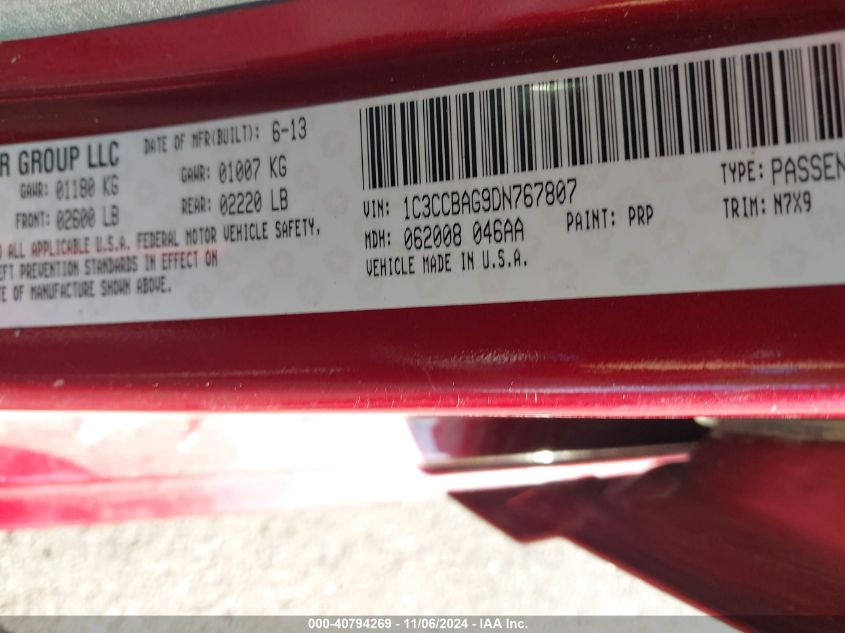 R GROUP LLC
DATE OF MFR(BUILT): 6-13
GAWR: 01180 KG
GAWR: 01007 KG
FRONT: 02600 LB
REAR: 02220 LB
O ALL APPLICABLE U.S.A. FEDERAL MOTOR VEHICLE SAFETY,
EFT PREVENTION STANDARDS IN EFFECT ON
TE OF MANUFACTURE SHOWN ABOVE.
VIN: 1C3CCBAG9DN767807
TYPE: PASSEN
MDH: 062008 046AA
PAINT: PRP
TRIM: N7X9
VEHICLE MADE IN U.S.A.
000-40794269 - 11/06/2024 - IAA Inc.